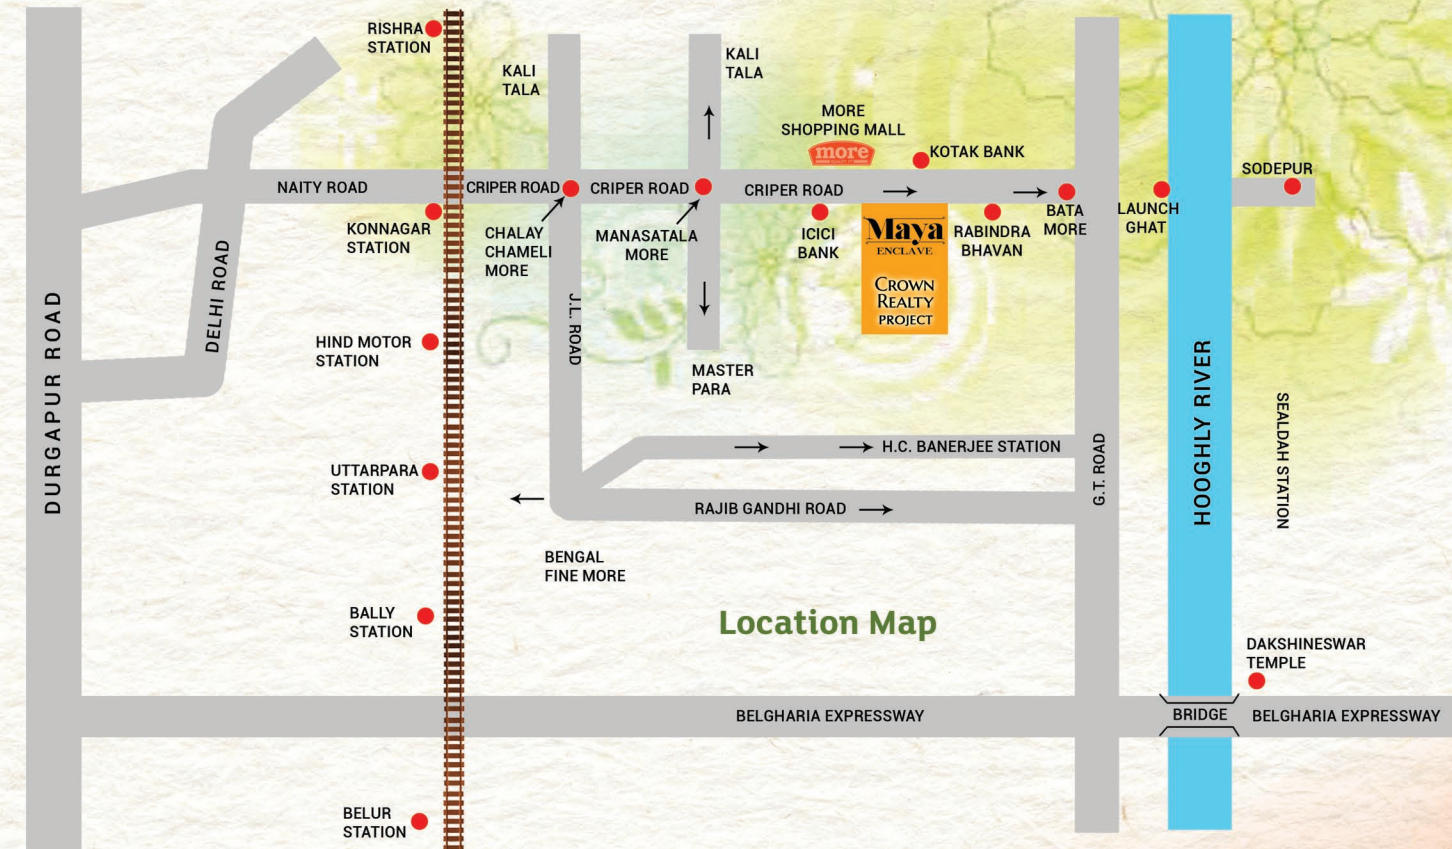 RISHRA
STATION
KALI
TALA
KALI
TALA
MORE
SHOPPING MALL
more
KOTAK BANK
SODEPUR
NAITY ROAD
CRIPER ROAD
CRIPER ROAD
CRIPER ROAD
KONNAGAR
STATION
CHALAY
CHAMELI
MORE
MANASATALA
MORE
ICICI
BANK
Maya
ENCLAVE
CROWN
REALTY
PROJECT
RABINDRA
BHAVAN
BATA
MORE
LAUNCH
GHAT
DELHI ROAD
DURGAPUR ROAD
HIND MOTOR
STATION
J.L. ROAD
MASTER
PARA
HOOGHLY RIVER
SEALDAH STATION
G.T. ROAD
H.C. BANERJEE STATION
UTTARPARA
STATION
RAJIB GANDHI ROAD
BENGAL
FINE MORE
BALLY
STATION
Location Map
DAKSHINESWAR
TEMPLE
BELGHARIA EXPRESSWAY
BRIDGE
BELGHARIA EXPRESSWAY
BELUR
STATION